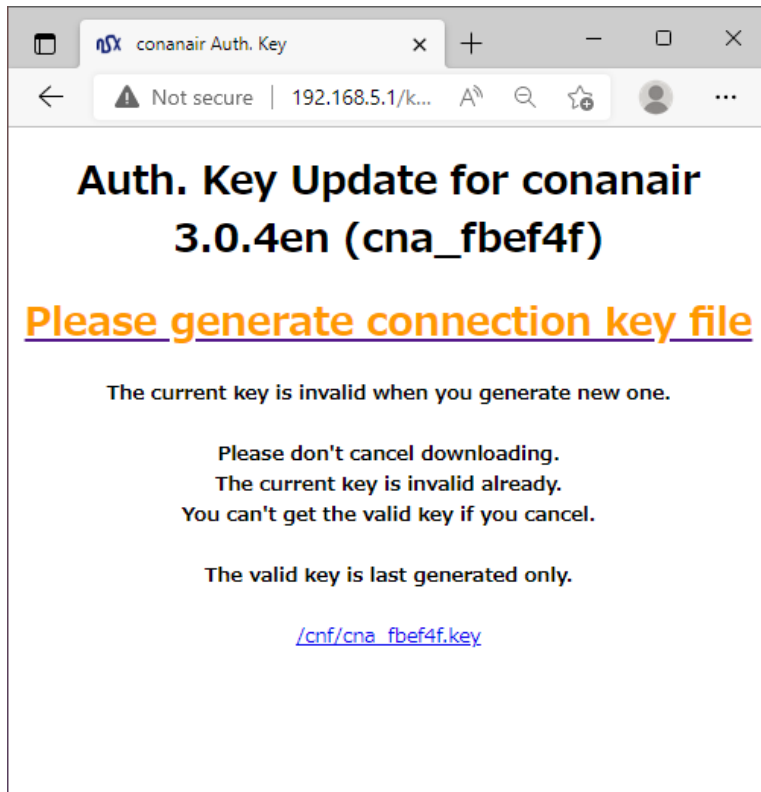 nSX conanair Auth. Key
Not secure 192.168.5.1/k...
Auth. Key Update for conanair
3.0.4en (cna_fbef4f)
Please generate connection key file
The current key is invalid when you generate new one.
Please don't cancel downloading.
The current key is invalid already.
You can't get the valid key if you cancel.
The valid key is last generated only.
/cnf/cna_fbef4f.key